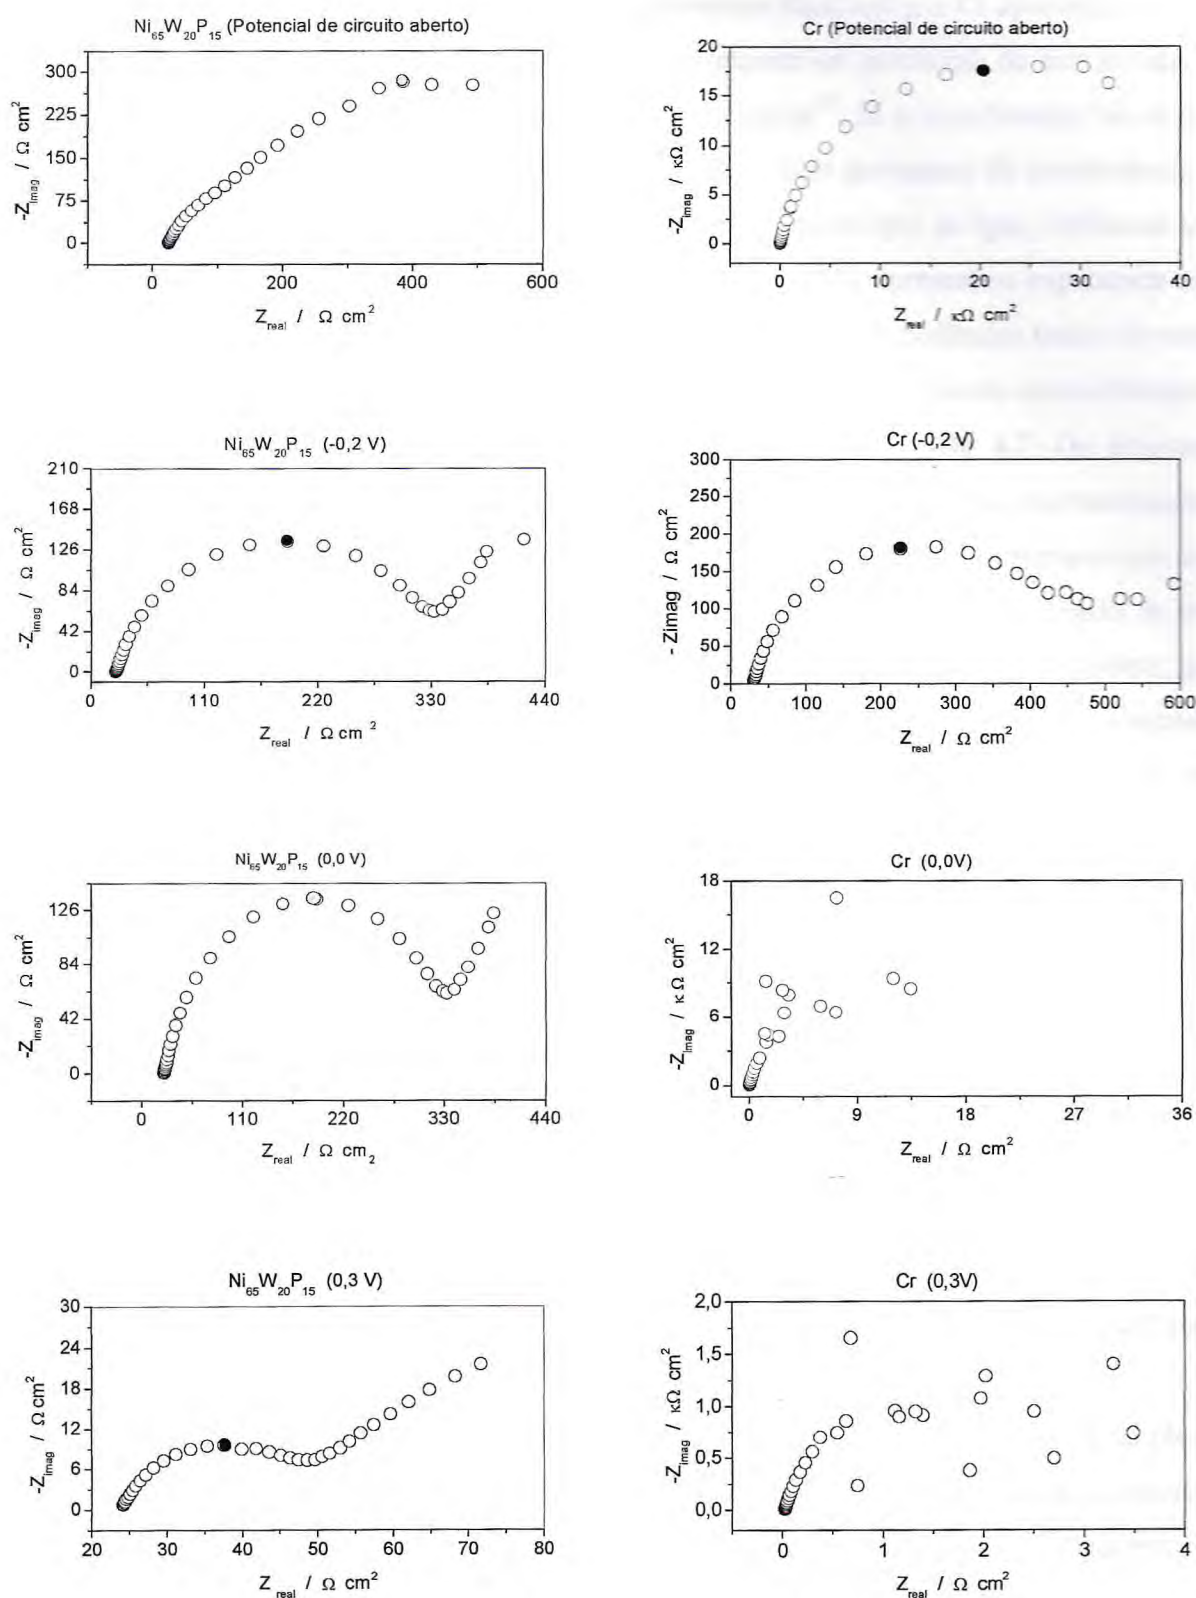 Ni65W20P15 (Potencial de circuito aberto)
300
225
150
75
0
-Zimag / Ω cm2
0 200 400 600
Zreal / Ω cm2
Cr (Potencial de circuito aberto)
20
15
10
5
0
-Zimag / κΩ cm2
0 10 20 30 40
Zreal / κΩ cm2
Ni65W20P15 (-0,2 V)
210
168
126
84
42
0
-Zimag / Ω cm2
0 110 220 330 440
Zreal / Ω cm2
Cr (-0,2 V)
300
250
200
150
100
50
0
- Zimag / Ω cm2
0 100 200 300 400 500 600
Zreal / Ω cm2
Ni65W20P15 (0,0 V)
126
84
42
0
-Zimag / Ω cm2
0 110 220 330 440
Zreal / Ω cm2
Cr (0,0V)
18
12
6
0
-Zimag / κ Ω cm2
0 9 18 27 36
Zreal / Ω cm2
Ni65W20P15 (0,3 V)
30
24
18
12
6
0
-Zimag / Ω cm2
20 30 40 50 60 70 80
Zreal / Ω cm2
Cr (0,3V)
2,0
1,5
1,0
0,5
0,0
-Zimag / κΩ cm2
0 1 2 3 4
Zreal / Ω cm2